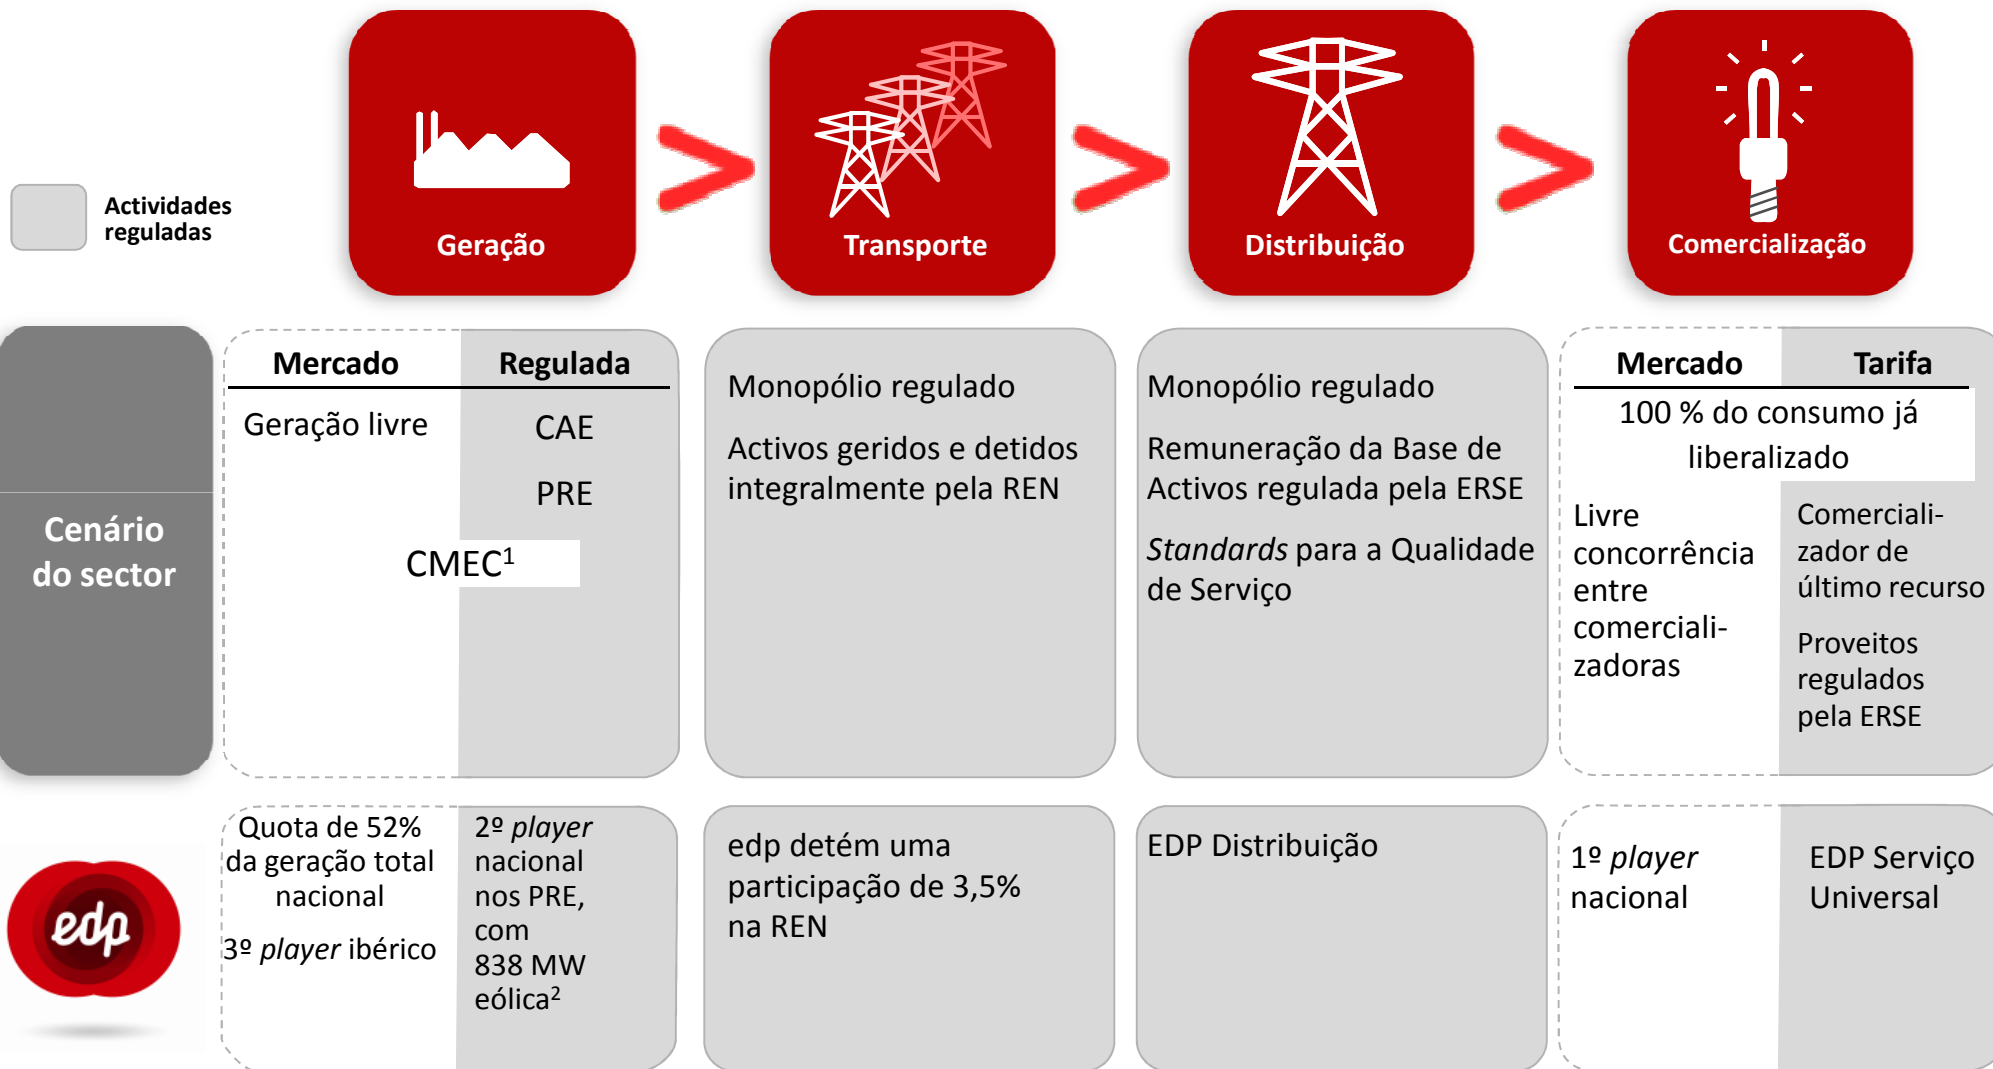 Actividades
reguladas
Geração
Transporte
Distribuição
Comercialização
Cenário
do sector
Mercado
Regulada
Geração livre
CAE
PRE
CMEC¹
Monopólio regulado
Activos geridos e detidos
integralmente pela REN
Monopólio regulado
Remuneração da Base de
Activos regulada pela ERSE
Standards para a Qualidade
de Serviço
Mercado
Tarifa
100 % do consumo já
liberalizado
Livre
concorrência
entre
comerciali-
zadoras
Comerciali-
zador de
último recurso
Proveitos
regulados
pela ERSE
edp
Quota de 52%
da geração total
nacional
3º player ibérico
2º player
nacional
nos PRE,
com
838 MW
eólica²
edp detém uma
participação de 3,5%
na REN
EDP Distribuição
1º player
nacional
EDP Serviço
Universal